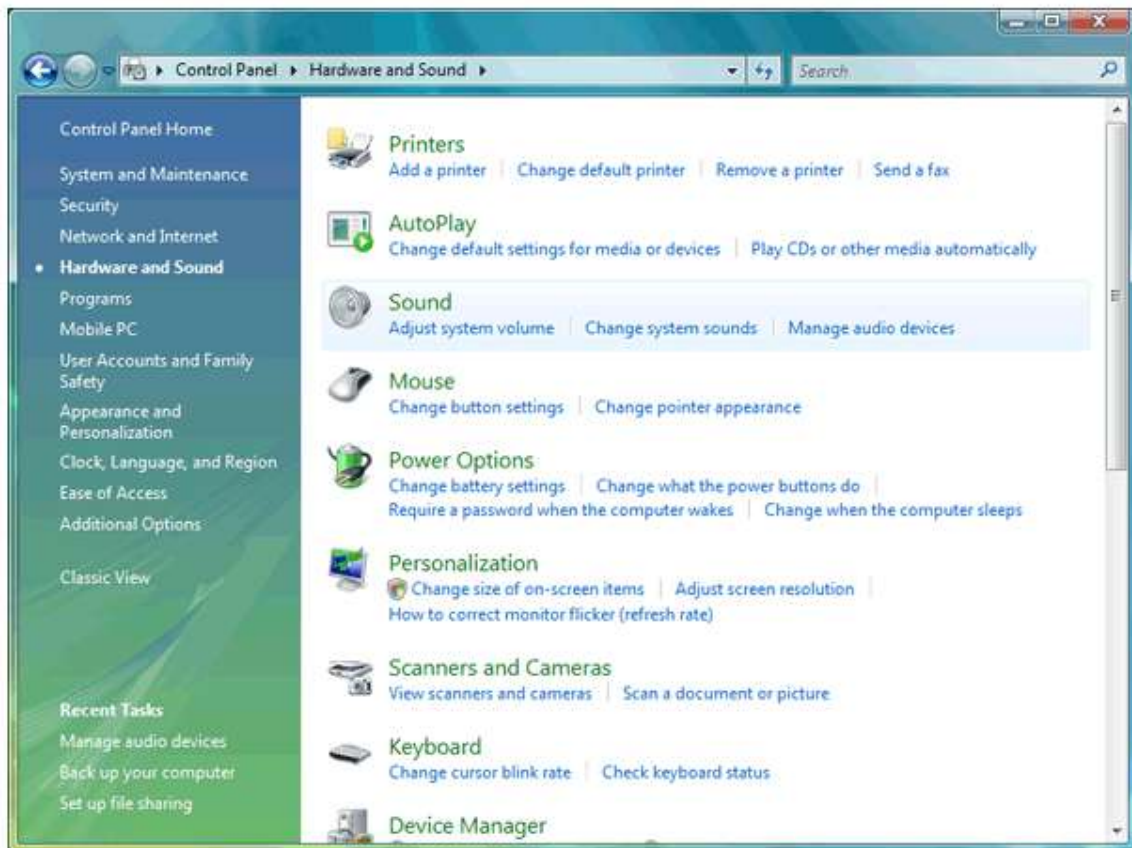 Control Panel
Hardware and Sound
Search
Control Panel Home
System and Maintenance
Security
Network and Internet
Hardware and Sound
Programs
Mobile PC
User Accounts and Family
Safety
Appearance and
Personalization
Clock, Language, and Region
Ease of Access
Additional Options
Classic View
Recent Tasks
Manage audio devices
Back up your computer
Set up file sharing
Printers
Add a printer Change default printer Remove a printer Send a fax
AutoPlay
Change default settings for media or devices Play CDs or other media automatically
Sound
Adjust system volume Change system sounds Manage audio devices
Mouse
Change button settings Change pointer appearance
Power Options
Change battery settings Change what the power buttons do
Require a password when the computer wakes Change when the computer sleeps
Personalization
Change size of on-screen items Adjust screen resolution
How to correct monitor flicker (refresh rate)
Scanners and Cameras
View scanners and cameras Scan a document or picture
Keyboard
Change cursor blink rate Check keyboard status
Device Manager